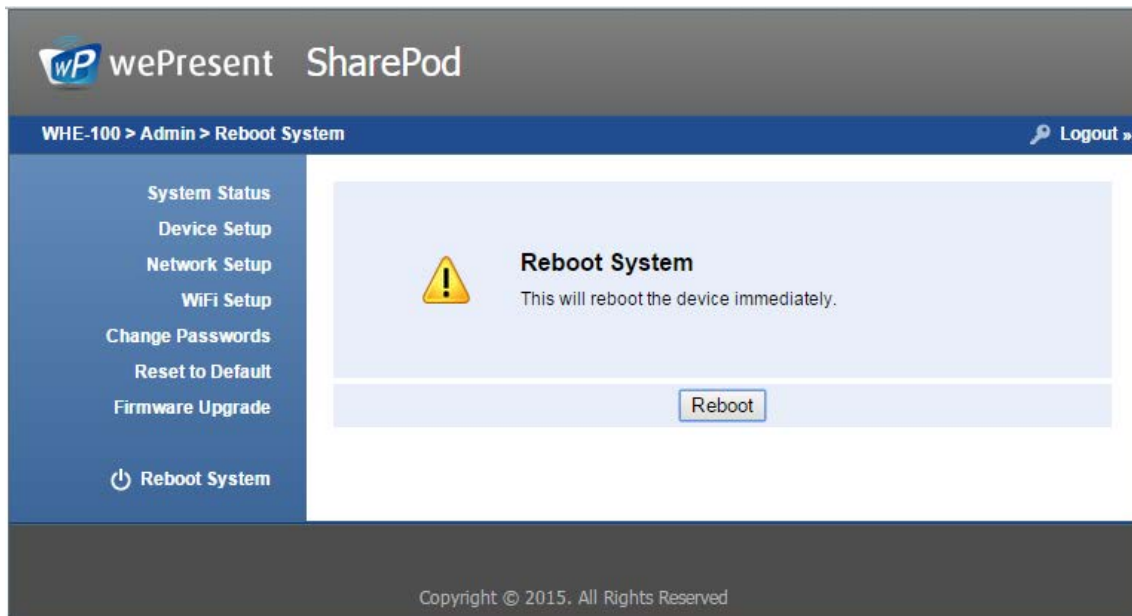 wP wePresent SharePod
WHE-100 > Admin > Reboot System
Logout »
System Status
Device Setup
Network Setup
WiFi Setup
Change Passwords
Reset to Default
Firmware Upgrade
Reboot System
Reboot System
This will reboot the device immediately.
Reboot
Copyright © 2015. All Rights Reserved